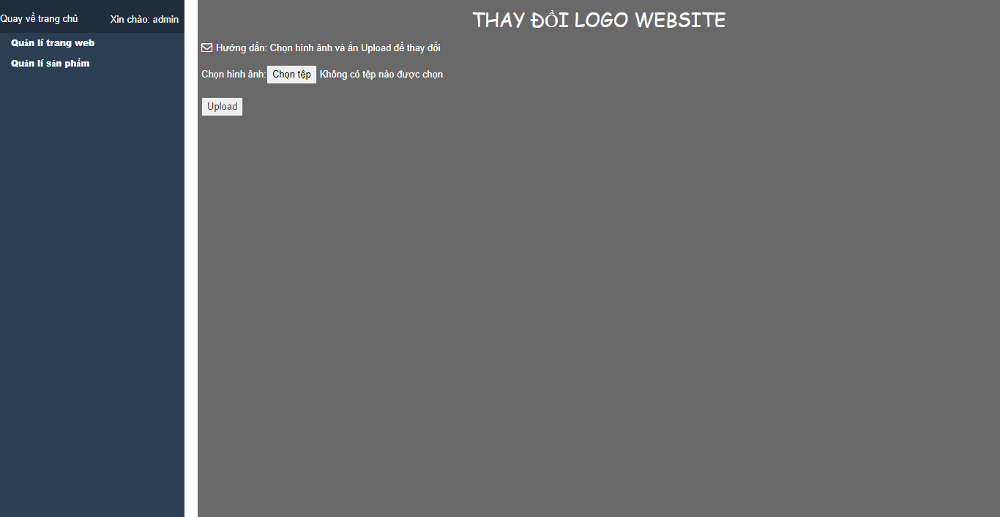 Quay về trang chủ
Xin chào: admin
Quản lí trang web
Quản lí sản phẩm
THAY ĐỔI LOGO WEBSITE
Hướng dẫn: Chọn hình ảnh và ấn Upload để thay đổi
Chọn hình ảnh: Chọn tệp Không có tệp nào được chọn
Upload